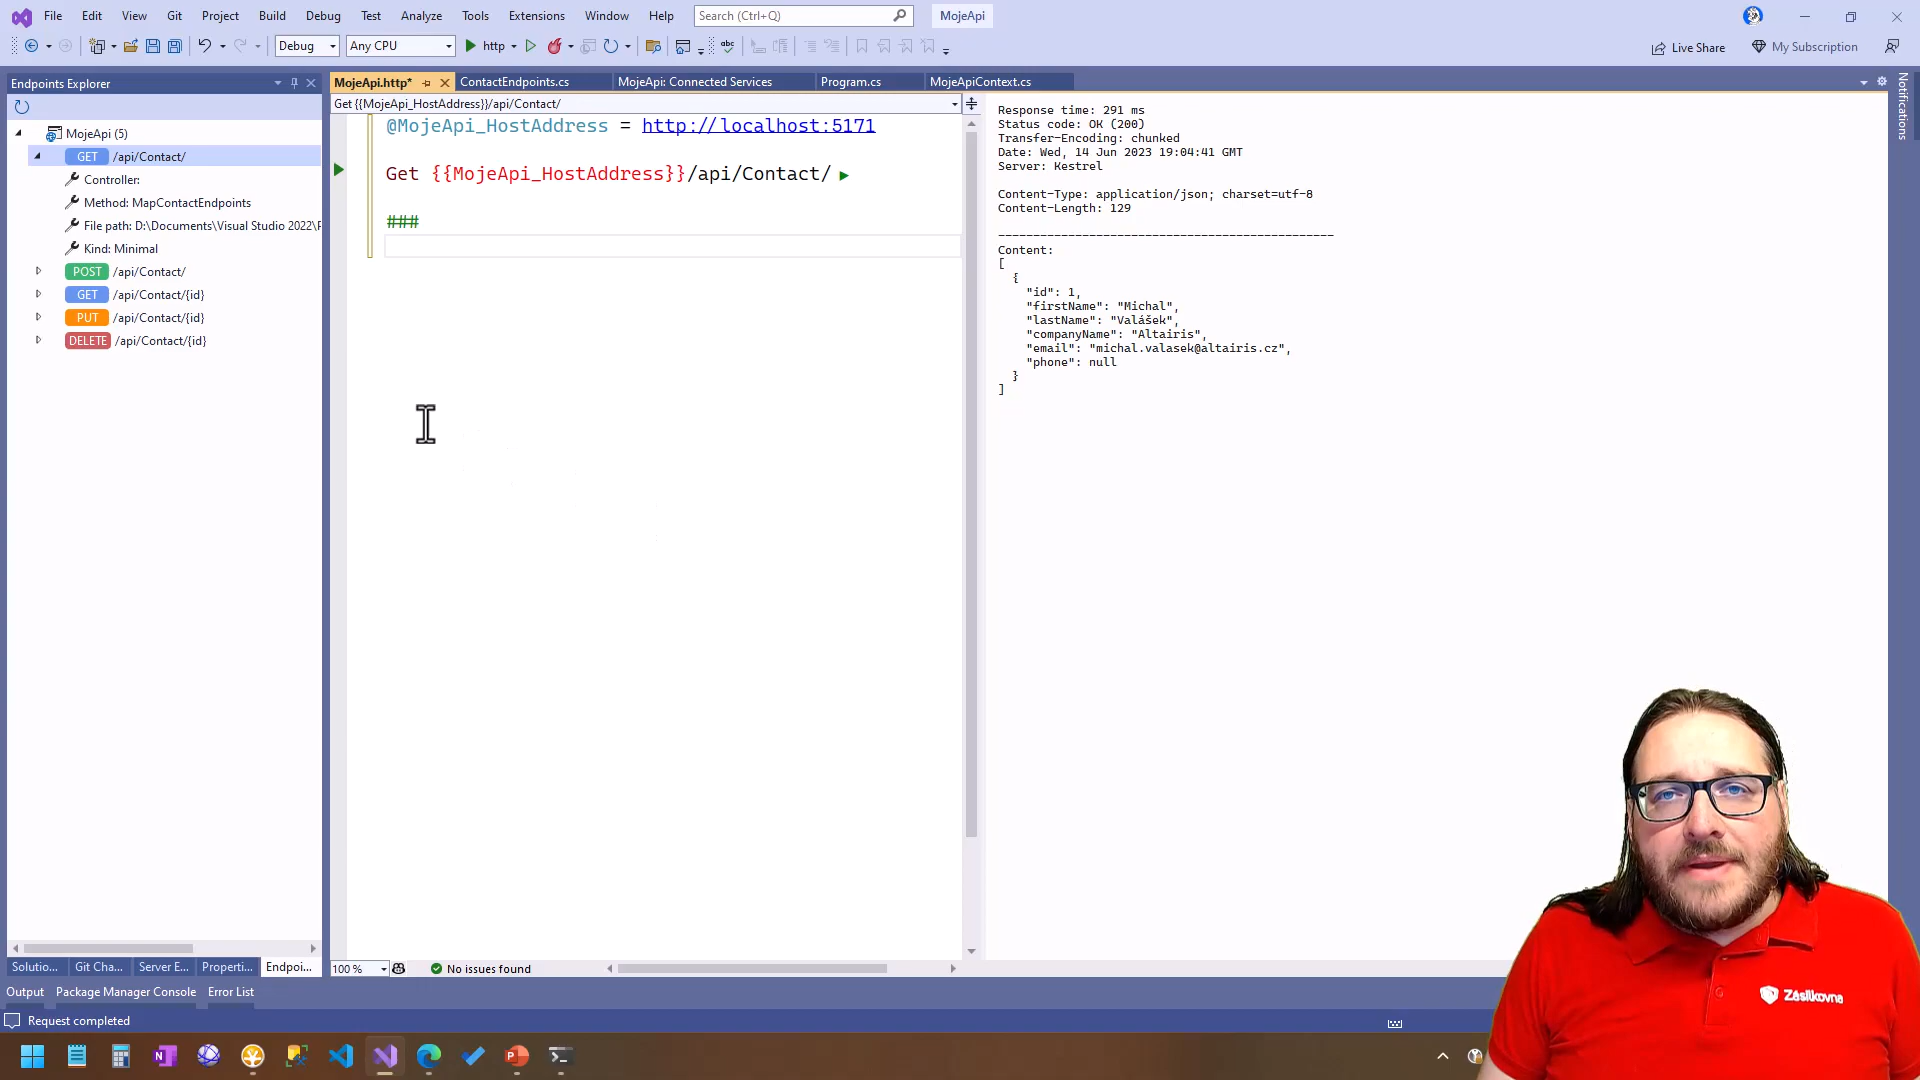 File Edit View Git Project Build Debug Test Analyze Tools Extensions Window Help Search (Ctrl+Q) MojeApi
Debug Any CPU http Live Share My Subscription
Endpoints Explorer
MojeApi (5)
GET /api/Contact/
Controller:
Method: MapContactEndpoints
File path: D:\Documents\Visual Studio 2022\P
Kind: Minimal
POST /api/Contact/
GET /api/Contact/{id}
PUT /api/Contact/{id}
DELETE /api/Contact/{id}
MojeApi.http* ContactEndpoints.cs MojeApi: Connected Services Program.cs MojeApiContext.cs
Get {{MojeApi_HostAddress}}/api/Contact/
@MojeApi_HostAddress = http://localhost:5171
Get {{MojeApi_HostAddress}}/api/Contact/
###
Response time: 291 ms
Status code: OK (200)
Transfer-Encoding: chunked
Date: Wed, 14 Jun 2023 19:04:41 GMT
Server: Kestrel
Content-Type: application/json; charset=utf-8
Content-Length: 129
------------------------------------------------
Content:
[
{
"id": 1,
"firstName": "Michal",
"lastName": "Valášek",
"companyName": "Altairis",
"email": "michal.valasek@altairis.cz",
"phone": null
}
]
Notifications
100 % No issues found
Solutio... Git Cha... Server E... Properti... Endpoi...
Output Package Manager Console Error List
Request completed
Zásilkovna